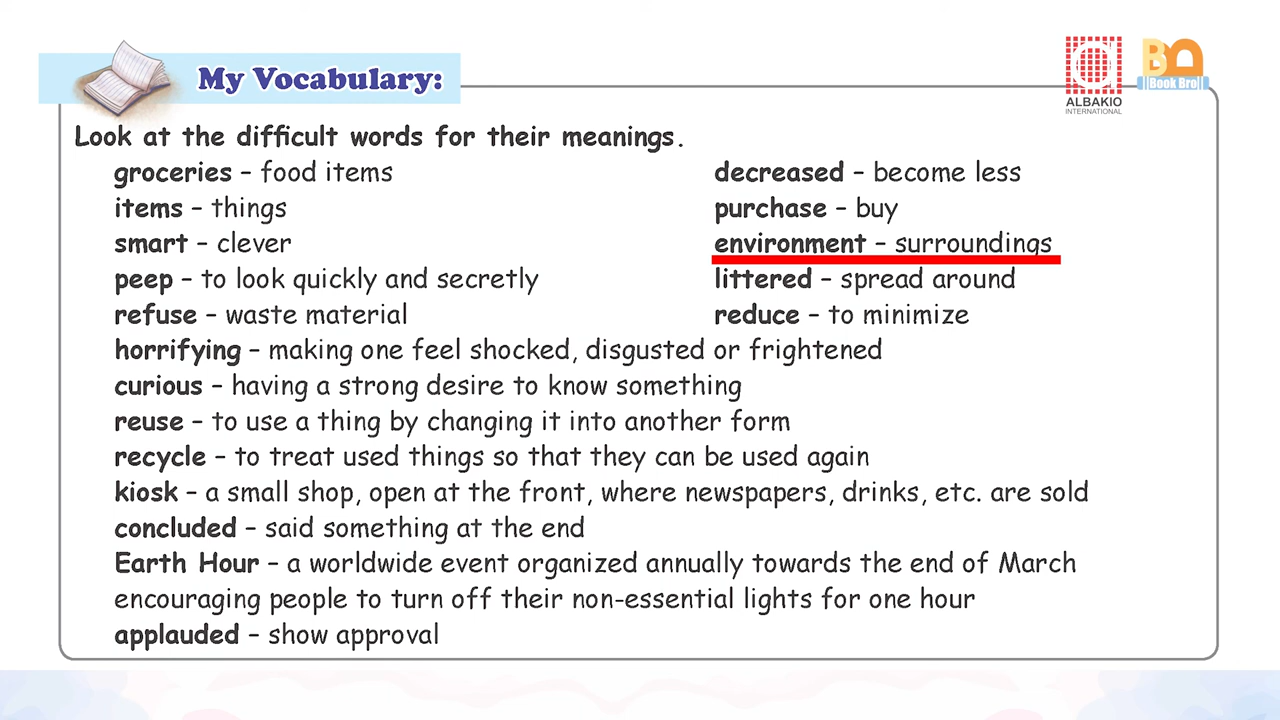 My Vocabulary:
ALBAKIO
INTERNATIONAL
Book Bro
Look at the difficult words for their meanings.
groceries – food items
decreased – become less
items – things
purchase – buy
smart – clever
environment – surroundings
peep – to look quickly and secretly
littered – spread around
refuse – waste material
reduce – to minimize
horrifying – making one feel shocked, disgusted or frightened
curious – having a strong desire to know something
reuse – to use a thing by changing it into another form
recycle – to treat used things so that they can be used again
kiosk – a small shop, open at the front, where newspapers, drinks, etc. are sold
concluded – said something at the end
Earth Hour – a worldwide event organized annually towards the end of March
encouraging people to turn off their non-essential lights for one hour
applauded – show approval